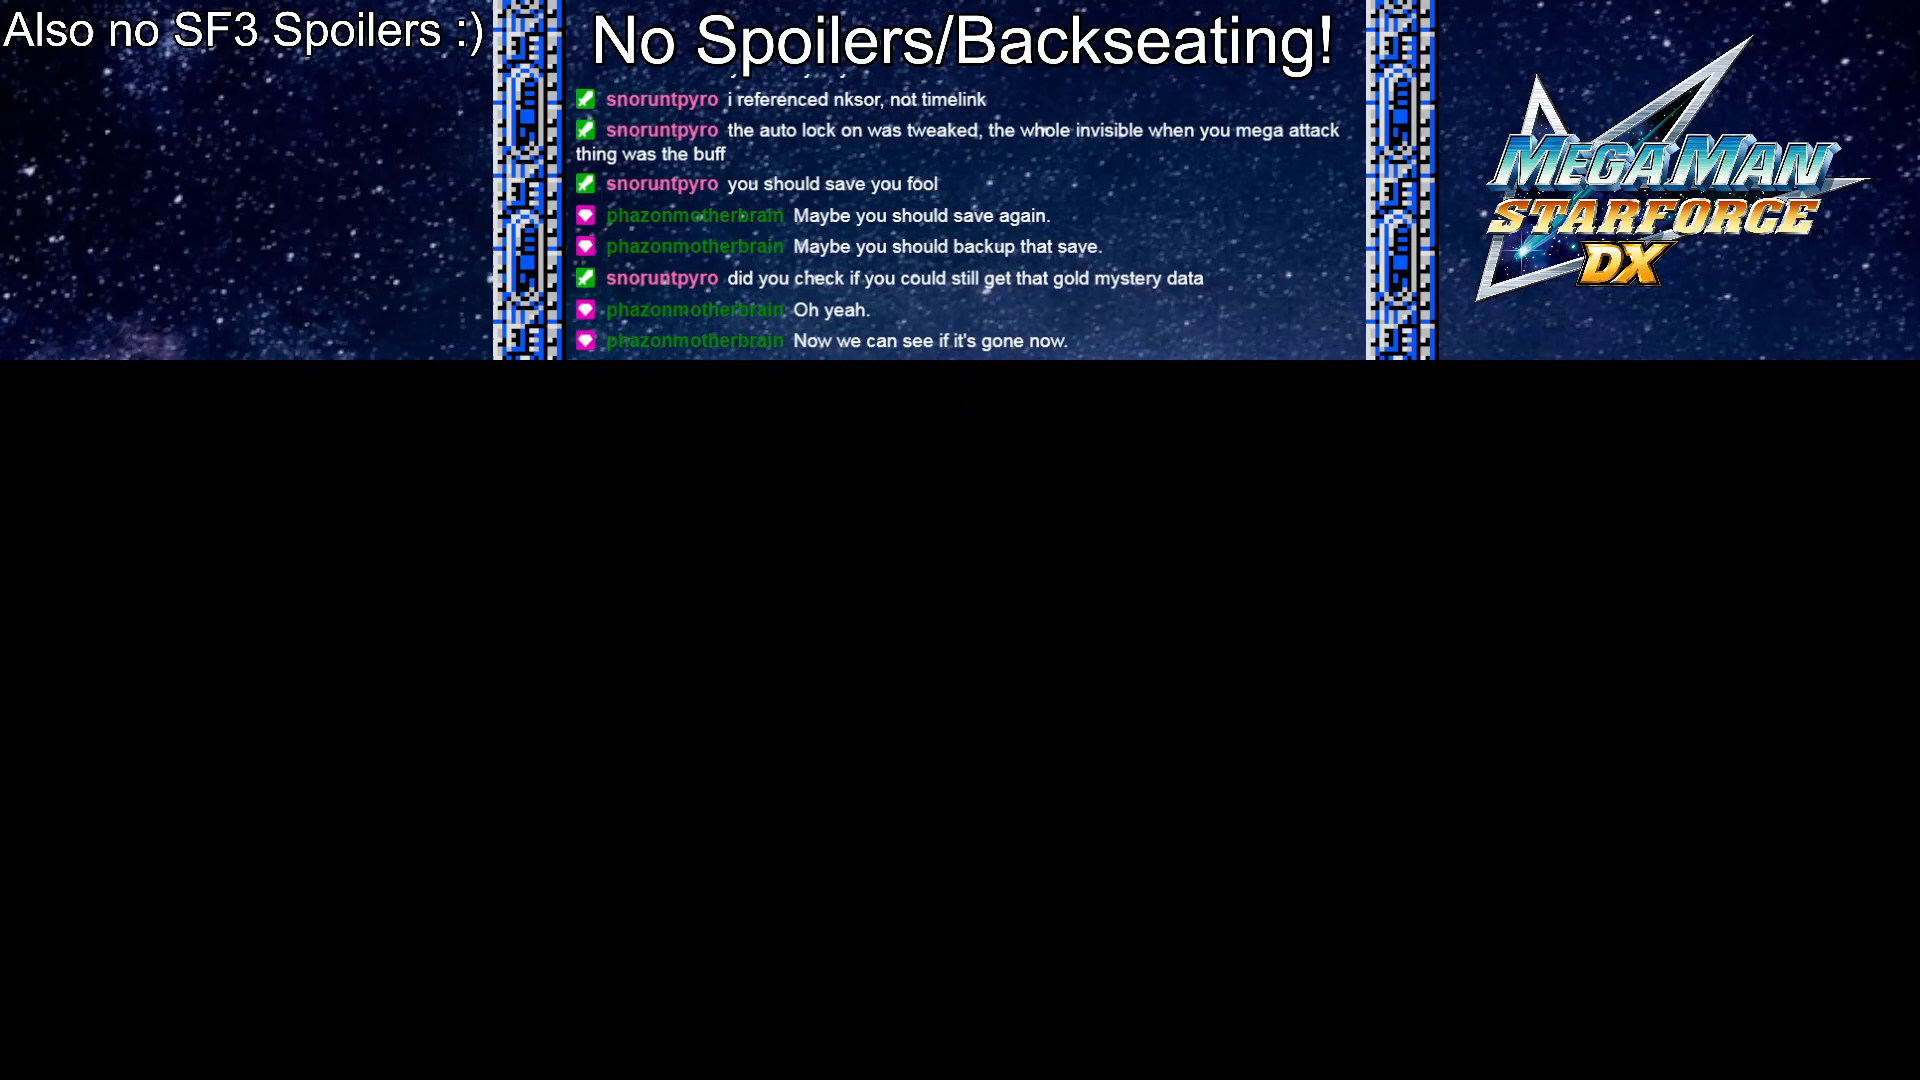 Also no SF3 Spoilers :)
No Spoilers/Backseating!
snoruntpyro i referenced nksor, not timelink
snoruntpyro the auto lock on was tweaked, the whole invisible when you mega attack
thing was the buff
snoruntpyro you should save you fool
phazonmotherbrain Maybe you should save again.
phazonmotherbrain Maybe you should backup that save.
snoruntpyro did you check if you could still get that gold mystery data
phazonmotherbrain Oh yeah.
phazonmotherbrain Now we can see if it's gone now.
MEGA MAN
STARFORCE
DX